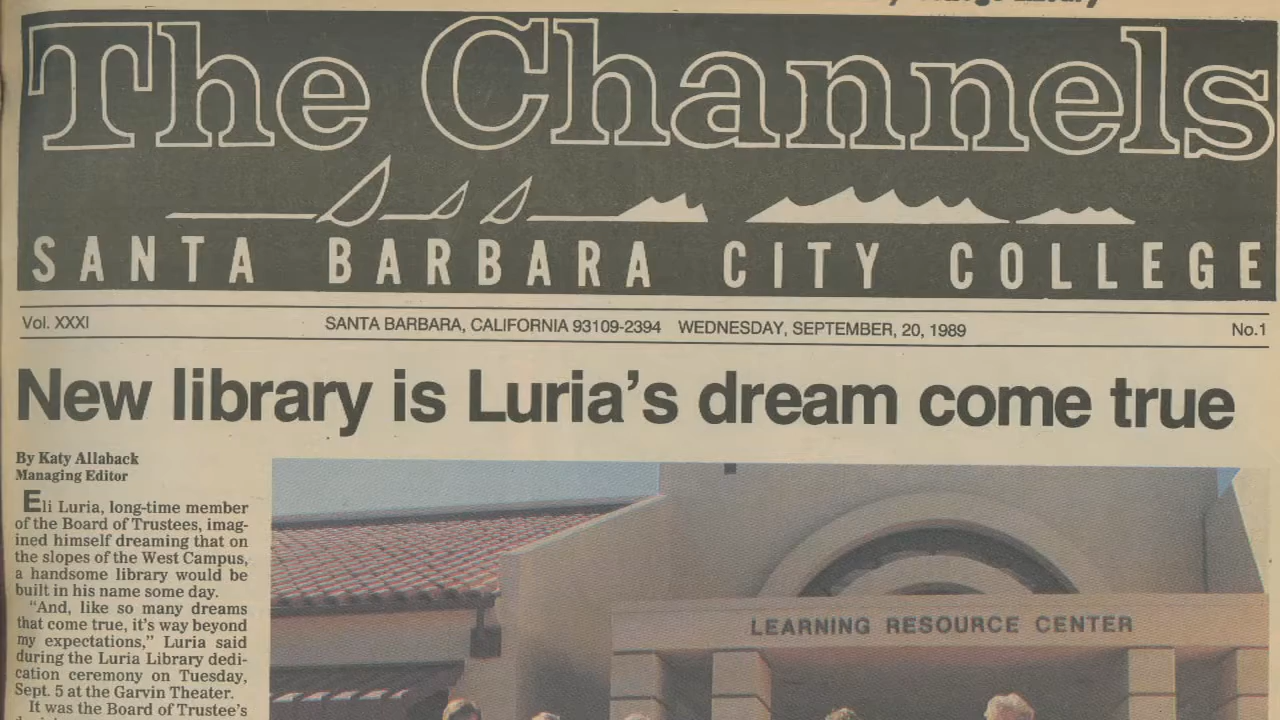 The Channels
SANTA BARBARA CITY COLLEGE
Vol. XXXI SANTA BARBARA, CALIFORNIA 93109-2394 WEDNESDAY, SEPTEMBER, 20, 1989 No.1
New library is Luria's dream come true
By Katy Allaback
Managing Editor
Eli Luria, long-time member
of the Board of Trustees, imag-
ined himself dreaming that on
the slopes of the West Campus,
a handsome library would be
built in his name some day.
"And, like so many dreams
that come true, it's way beyond
my expectations," Luria said
during the Luria Library dedi-
cation ceremony on Tuesday,
Sept. 5 at the Garvin Theater.
It was the Board of Trustee's
LEARNING RESOURCE CENTER